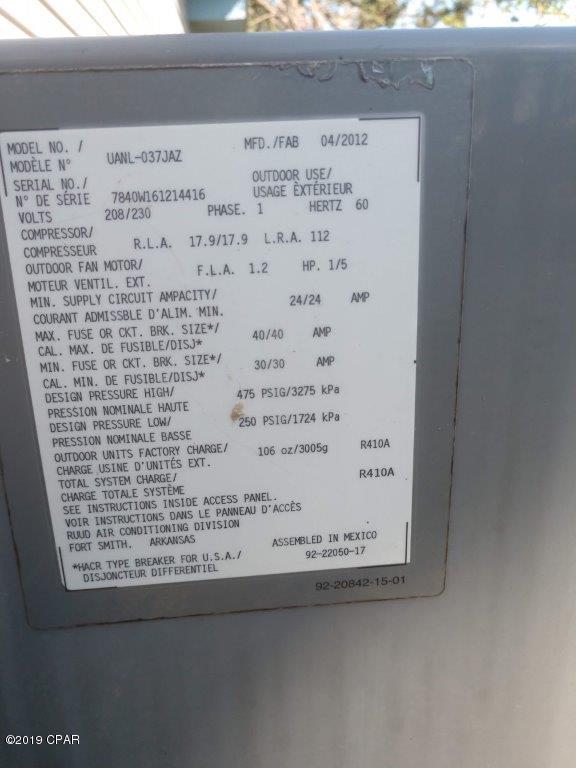 MODEL NO. / MODÈLE N° UANL-037JAZ MFD./FAB 04/2012
SERIAL NO./ OUTDOOR USE/
N° DE SÉRIE 7840W161214416 USAGE ÈXTÉRIEUR
VOLTS 208/230 PHASE. 1 HERTZ 60
COMPRESSOR/
COMPRESSEUR R.L.A. 17.9/17.9 L.R.A. 112
OUTDOOR FAN MOTOR/ F.L.A. 1.2 HP. 1/5
MOTEUR VENTIL. EXT.
MIN. SUPPLY CIRCUIT AMPACITY/ 24/24 AMP
COURANT ADMISSBLE D'ALIM. MIN.
MAX. FUSE OR CKT. BRK. SIZE*/ 40/40 AMP
CAL. MAX. DE FUSIBLE/DISJ*
MIN. FUSE OR CKT. BRK. SIZE*/ 30/30 AMP
CAL. MIN. DE FUSIBLE/DISJ*
DESIGN PRESSURE HIGH/ 475 PSIG/3275 kPa
PRESSION NOMINALE HAUTE
DESIGN PRESSURE LOW/ 250 PSIG/1724 kPa
PRESSION NOMINALE BASSE
OUTDOOR UNITS FACTORY CHARGE/ 106 oz/3005g R410A
CHARGE USINE D'UNITÉS EXT.
TOTAL SYSTEM CHARGE/ R410A
CHARGE TOTALE SYSTÈME
SEE INSTRUCTIONS INSIDE ACCESS PANEL.
VOIR INSTRUCTIONS DANS LE PANNEAU D'ACCÈS
RUUD AIR CONDITIONING DIVISION
FORT SMITH. ARKANSAS ASSEMBLED IN MEXICO
*HACR TYPE BREAKER FOR U.S.A./ 92-22050-17
DISJONCTEUR DIFFERENTIEL
92-20842-15-01
©2019 CPAR